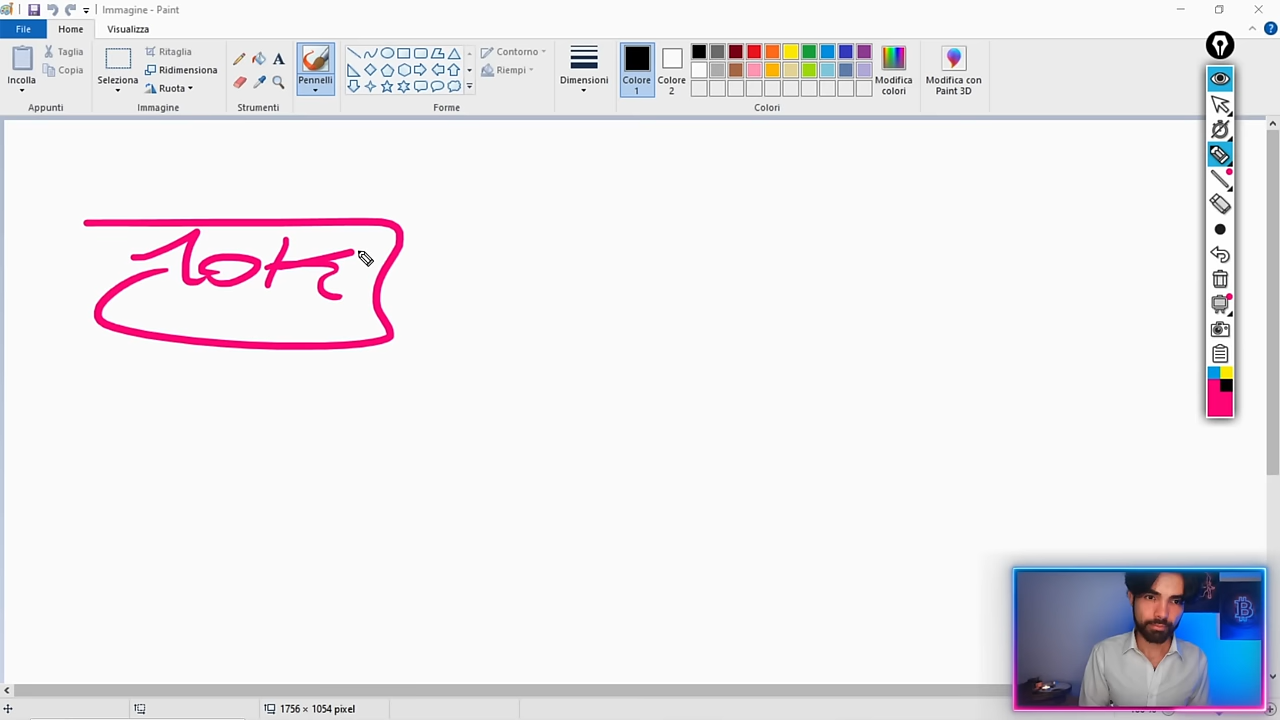 Immagine - Paint
File Home Visualizza
Incolla
Taglia
Copia
Appunti
Seleziona
Ritaglia
Ridimensiona
Ruota
Immagine
A
Strumenti
Pennelli
Contorno
Riempi
Forme
Dimensioni
Colore 1
Colore 2
Modifica colori
Colori
Modifica con Paint 3D
10K
1756 × 1054 pixel